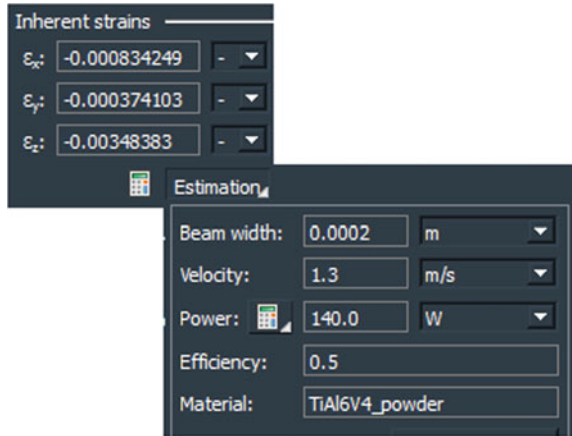 Inherent strains
εx: -0.000834249 -
εy: -0.000374103 -
εz: -0.00348383 -
Estimation
Beam width: 0.0002 m
Velocity: 1.3 m/s
Power: 140.0 W
Efficiency: 0.5
Material: TiAl6V4_powder